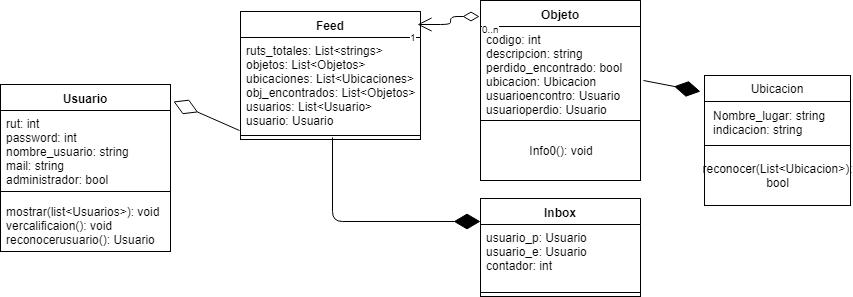 Usuario
rut: int
password: int
nombre_usuario: string
mail: string
administrador: bool
mostrar(list<Usuarios>): void
vercalificaion(): void
reconocerusuario(): Usuario
Feed
1
ruts_totales: List<strings>
objetos: List<Objetos>
ubicaciones: List<Ubicaciones>
obj_encontrados: List<Objetos>
usuarios: List<Usuario>
usuario: Usuario
Objeto
0..n
codigo: int
descripcion: string
perdido_encontrado: bool
ubicacion: Ubicacion
usuarioencontro: Usuario
usuarioperdio: Usuario
Info0(): void
Inbox
usuario_p: Usuario
usuario_e: Usuario
contador: int
Ubicacion
Nombre_lugar: string
indicacion: string
reconocer(List<Ubicacion>):
bool